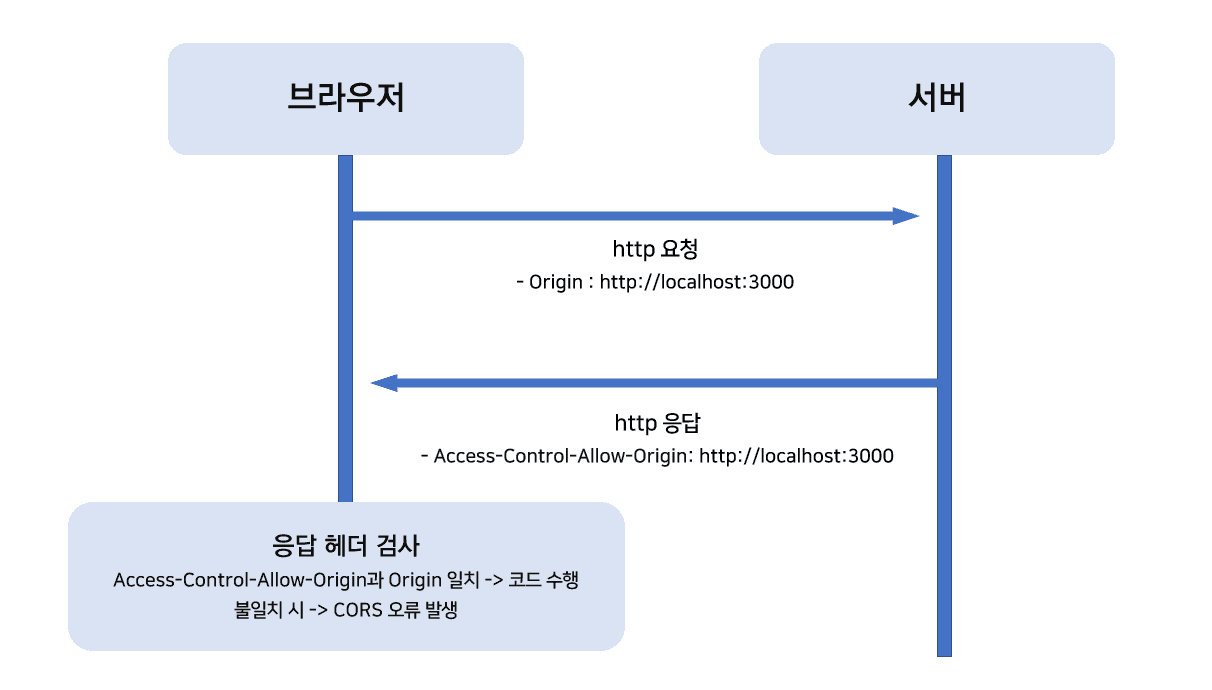 브라우저
서버
http 요청
- Origin : http://localhost:3000
http 응답
- Access-Control-Allow-Origin: http://localhost:3000
응답 헤더 검사
Access-Control-Allow-Origin과 Origin 일치 -> 코드 수행
불일치 시 -> CORS 오류 발생